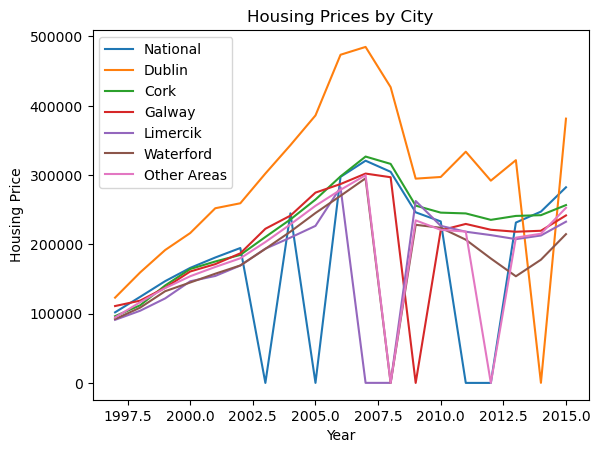 Housing Prices by City
500000
400000
300000
200000
100000
0
Housing Price
National
Dublin
Cork
Galway
Limercik
Waterford
Other Areas
1997.5 2000.0 2002.5 2005.0 2007.5 2010.0 2012.5 2015.0
Year